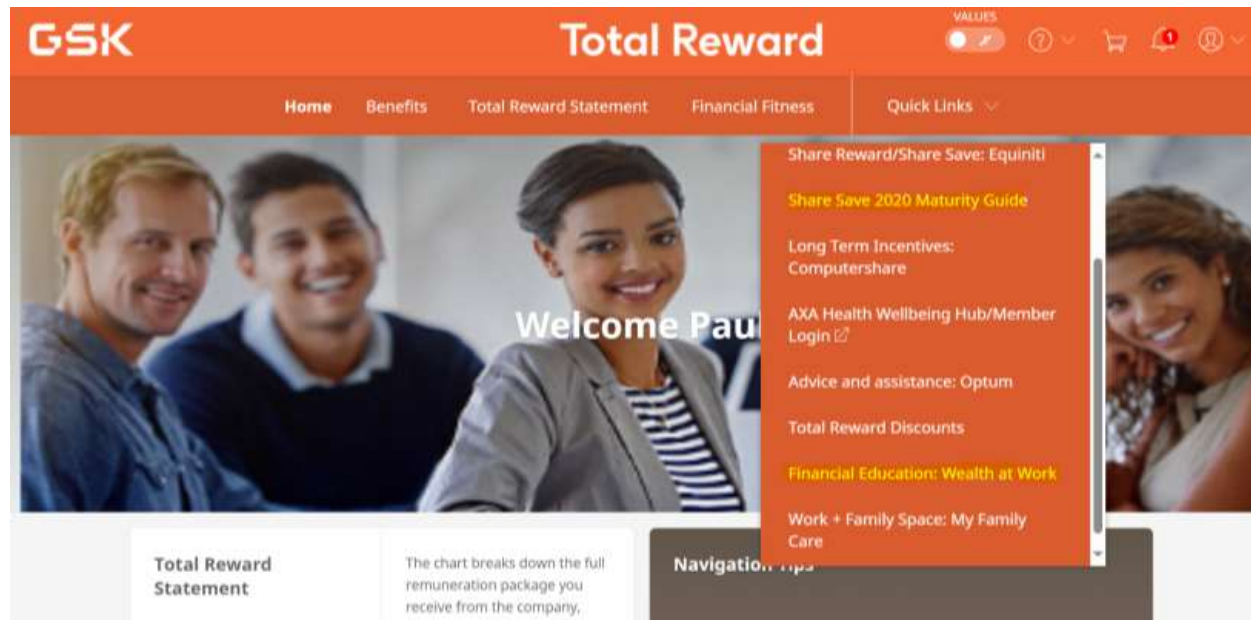 GSK
Total Reward
VALUES
1
Home Benefits Total Reward Statement Financial Fitness Quick Links
Share Reward/Share Save: Equiniti
Share Save 2020 Maturity Guide
Long Term Incentives:
Computershare
AXA Health Wellbeing Hub/Member
Login
Advice and assistance: Optum
Total Reward Discounts
Financial Education: Wealth at Work
Work + Family Space: My Family
Care
Welcome Pau
Total Reward
Statement
The chart breaks down the full
remuneration package you
receive from the company,
Navigation